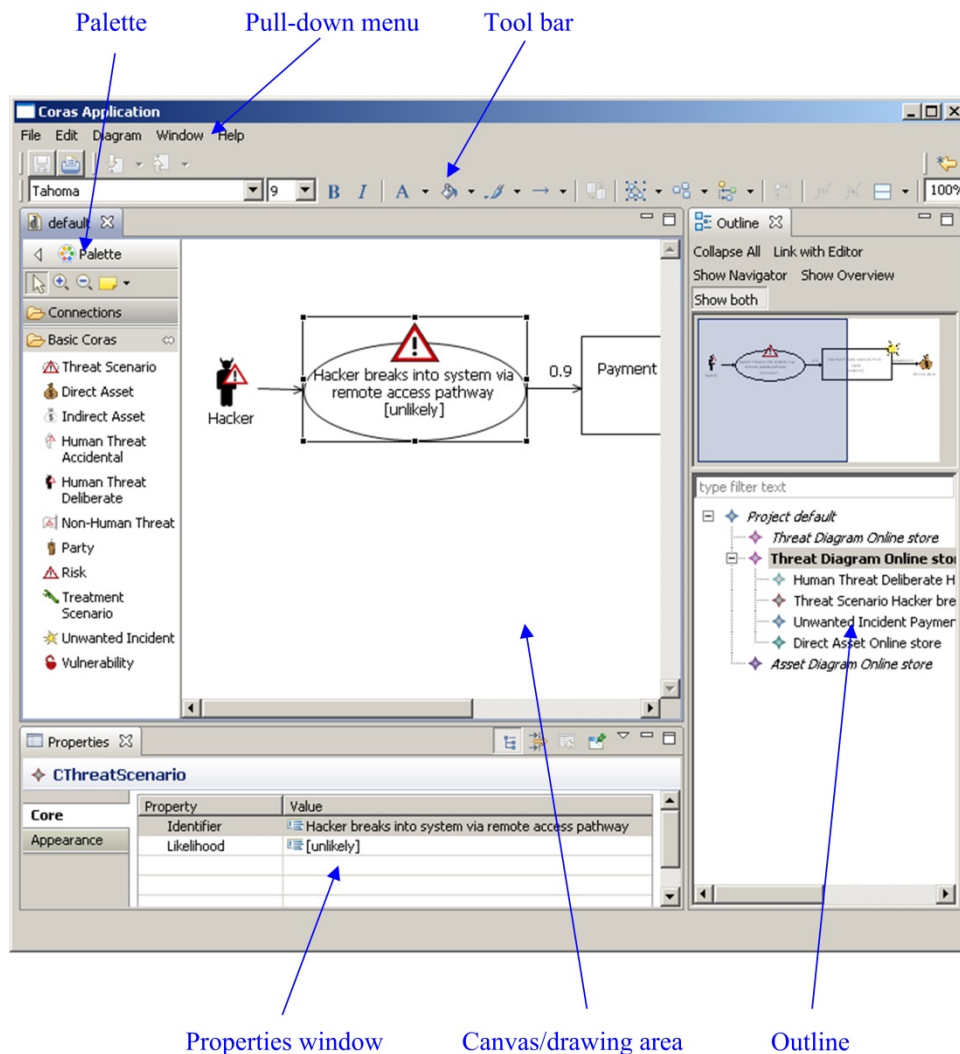 Palette Pull-down menu Tool bar
Coras Application
File Edit Diagram Window Help
Tahoma 9 B I A 100%
default
Palette
Connections
Basic Coras
Threat Scenario
Direct Asset
Indirect Asset
Human Threat
Accidental
Human Threat
Deliberate
Non-Human Threat
Party
Risk
Treatment
Scenario
Unwanted Incident
Vulnerability
Hacker
Hacker breaks into system via
remote access pathway
[unlikely]
0.9
Payment
Outline
Collapse All Link with Editor
Show Navigator Show Overview
Show both
type filter text
Project default
Threat Diagram Online store
Threat Diagram Online sto
Human Threat Deliberate H
Threat Scenario Hacker bre
Unwanted Incident Paymen
Direct Asset Online store
Asset Diagram Online store
Properties
CThreatScenario
Core
Appearance
Property Value
Identifier Hacker breaks into system via remote access pathway
Likelihood [unlikely]
Properties window Canvas/drawing area Outline